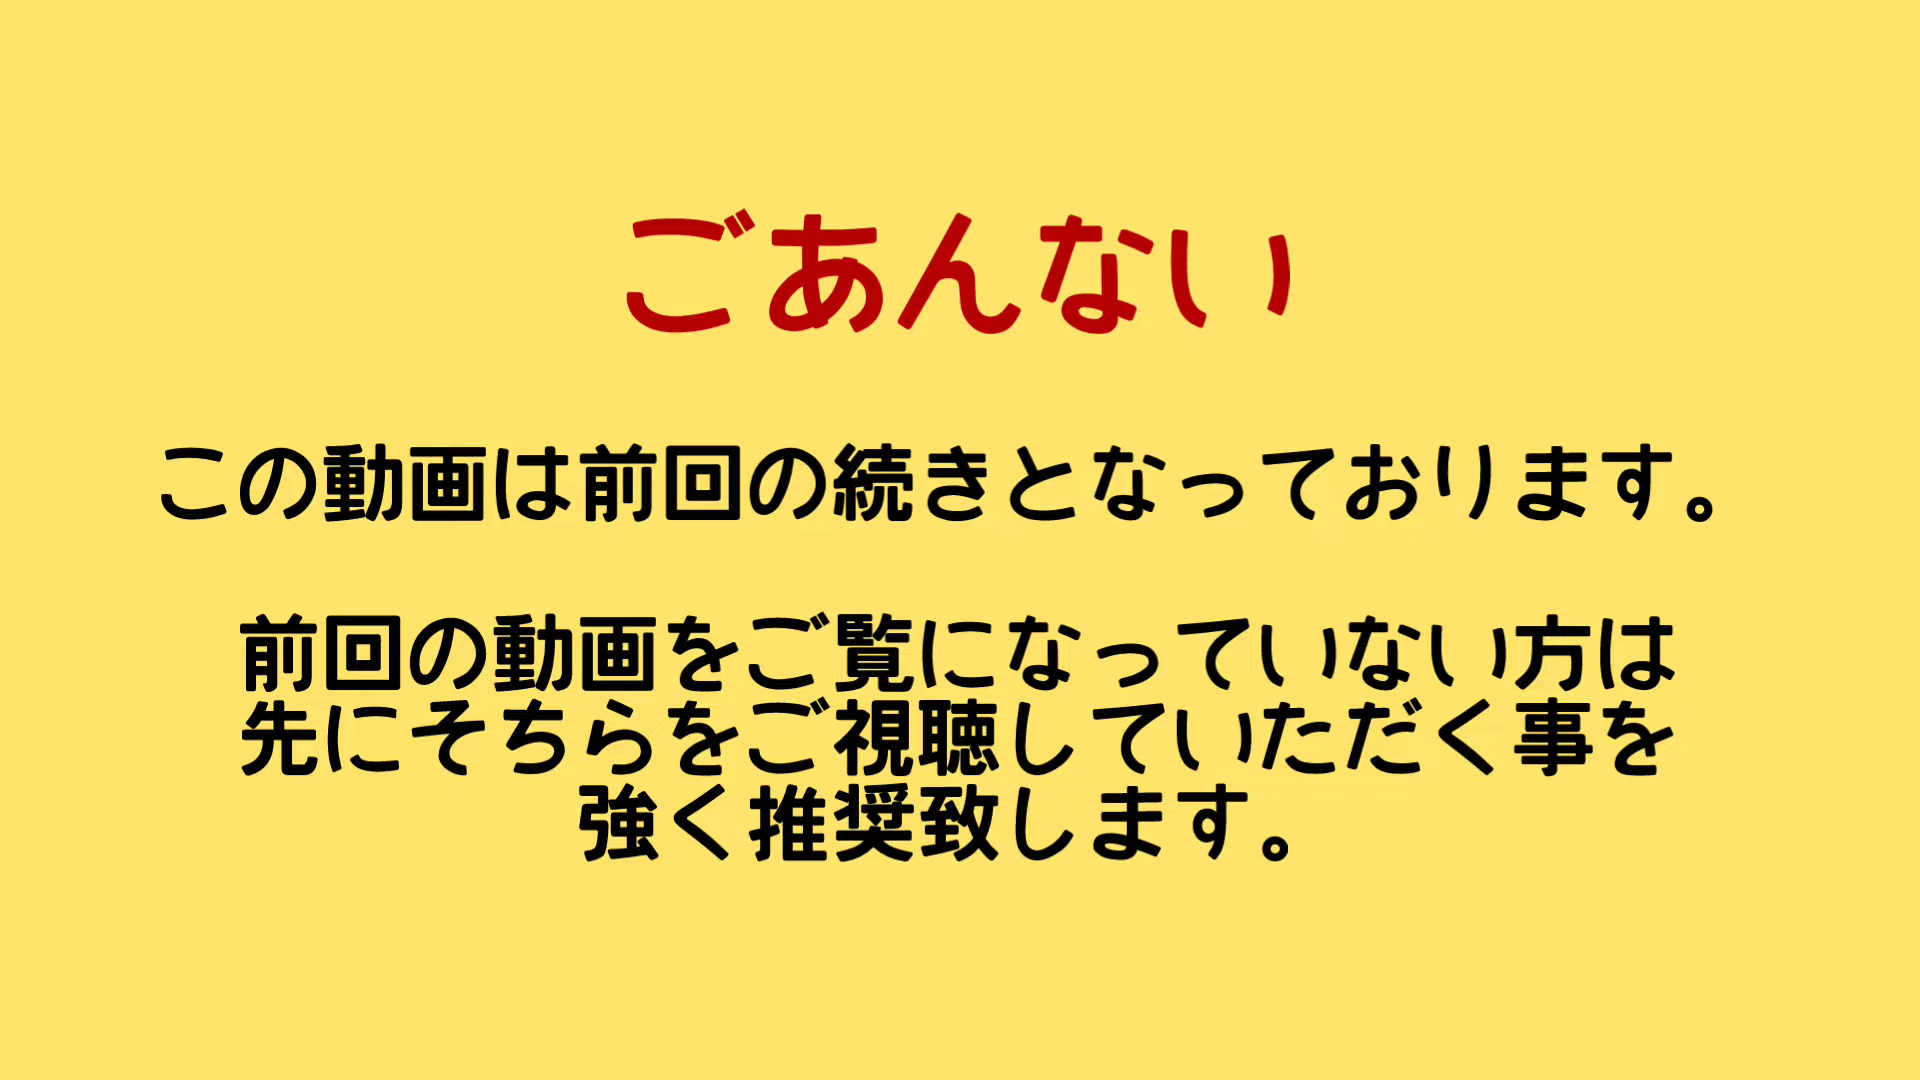 ごあんない
この動画は前回の続きとなっております。
前回の動画をご覧になっていない方は
先にそちらをご視聴していただく事を
強く推奨致します。